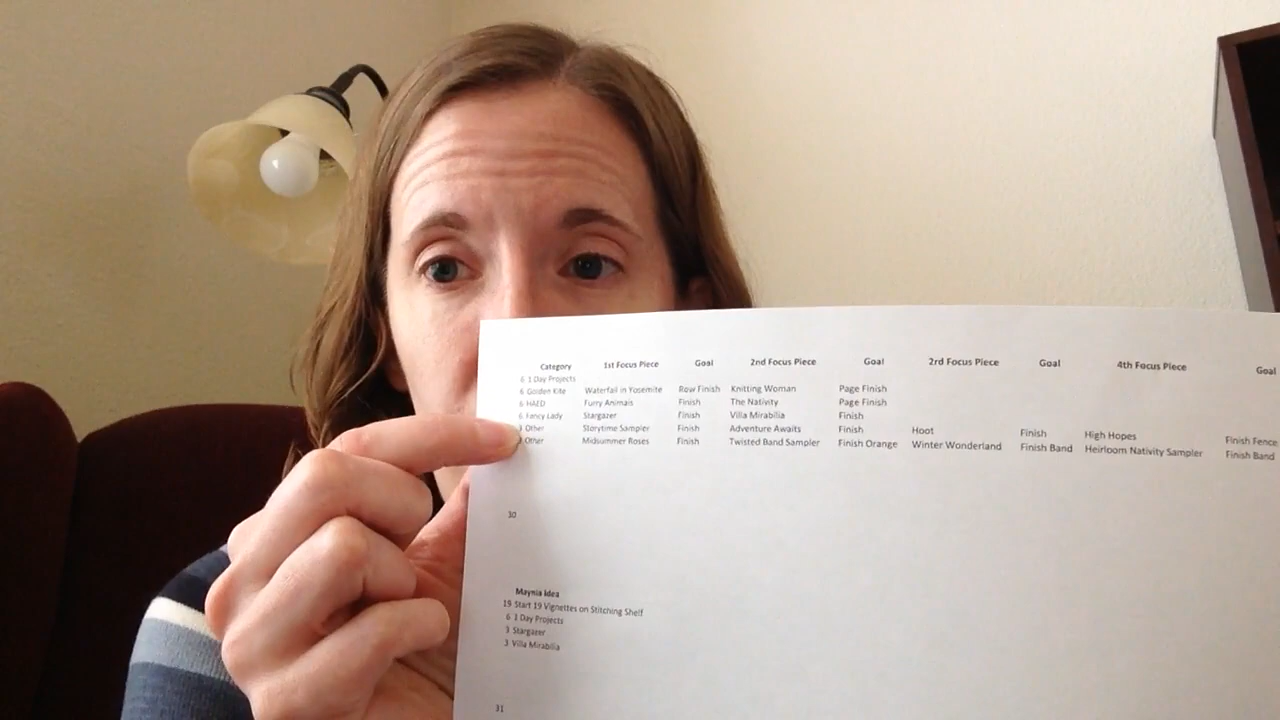 Category 1st Focus Piece Goal 2nd Focus Piece Goal 2rd Focus Piece Goal 4th Focus Piece Goal
6 1 Day Projects
6 Golden Kite Waterfall in Yosemite Row Finish Knitting Woman Page Finish
6 HAED Furry Animals Finish The Nativity Page Finish
6 Fancy Lady Stargazer Finish Villa Mirabilia Finish
3 Other Storytime Sampler Finish Adventure Awaits Finish Hoot Finish High Hopes Finish Fence
Other Midsummer Roses Finish Twisted Band Sampler Finish Orange Winter Wonderland Finish Band Heirloom Nativity Sampler Finish Band
30
Maynia Idea
19 Start 19 Vignettes on Stitching Shelf
6 1 Day Projects
3 Stargazer
3 Villa Mirabilia
31